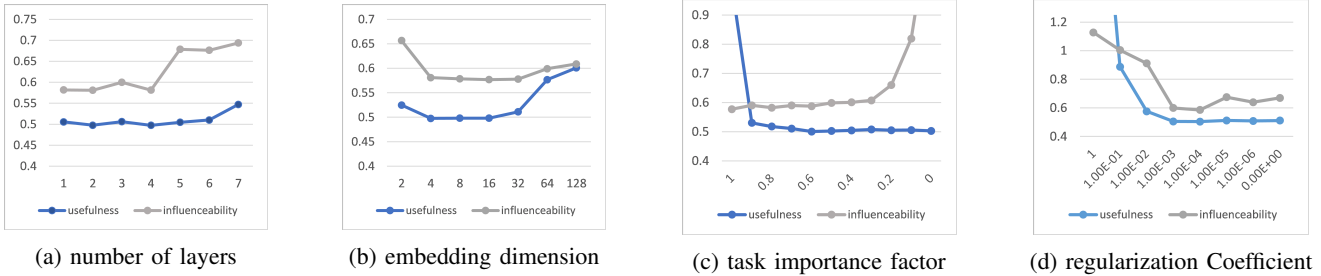 0.75
0.7
0.65
0.6
0.55
0.5
0.45
0.4
1 2 3 4 5 6 7
usefulness influenceability
(a) number of layers
0.7
0.65
0.6
0.55
0.5
0.45
0.4
2 4 8 16 32 64 128
usefulness influenceability
(b) embedding dimension
0.9
0.8
0.7
0.6
0.5
0.4
1 0.8 0.6 0.4 0.2 0
usefulness influenceability
(c) task importance factor
1.2
1
0.8
0.6
0.4
1 1.00E-01 1.00E-02 1.00E-03 1.00E-04 1.00E-05 1.00E-06 0.00E+00
usefulness influenceability
(d) regularization Coefficient